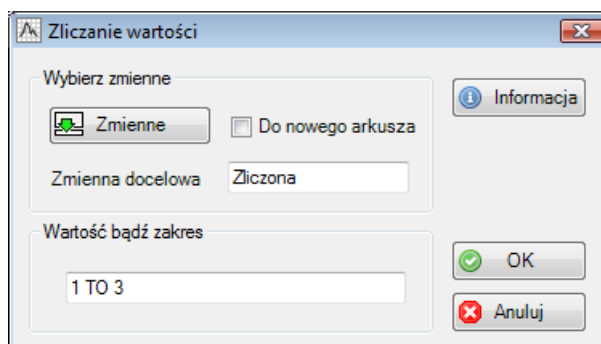 Zliczanie wartości
Wybierz zmienne
Zmienne
Do nowego arkusza
Informacja
Zmienna docelowa
Zliczona
Wartość bądź zakres
1 TO 3
OK
Anuluj